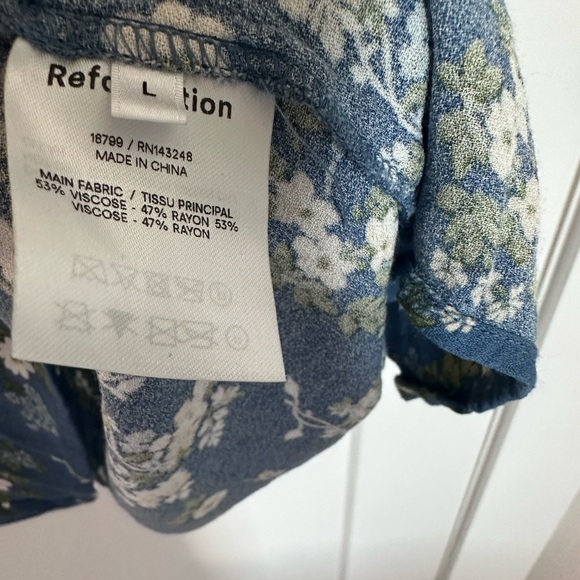 Refo tion
L
18799 / RN143248
MADE IN CHINA
MAIN FABRIC / TISSU PRINCIPAL
53% VISCOSE - 47% RAYON 53%
VISCOSE - 47% RAYON